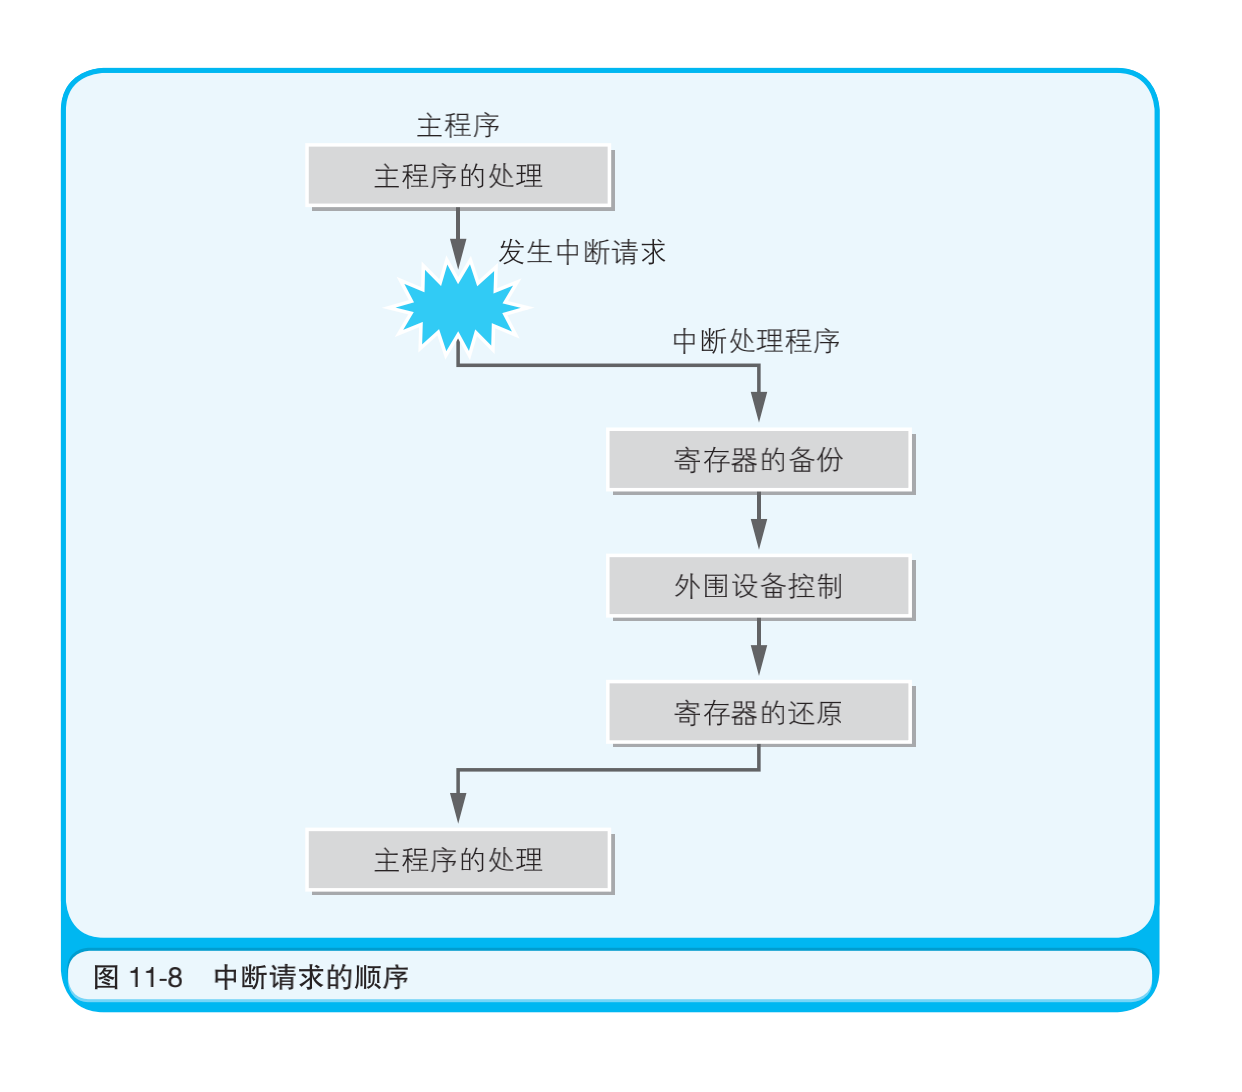 主程序
主程序的处理
发生中断请求
中断处理程序
寄存器的备份
外围设备控制
寄存器的还原
主程序的处理
图 11-8 中断请求的顺序